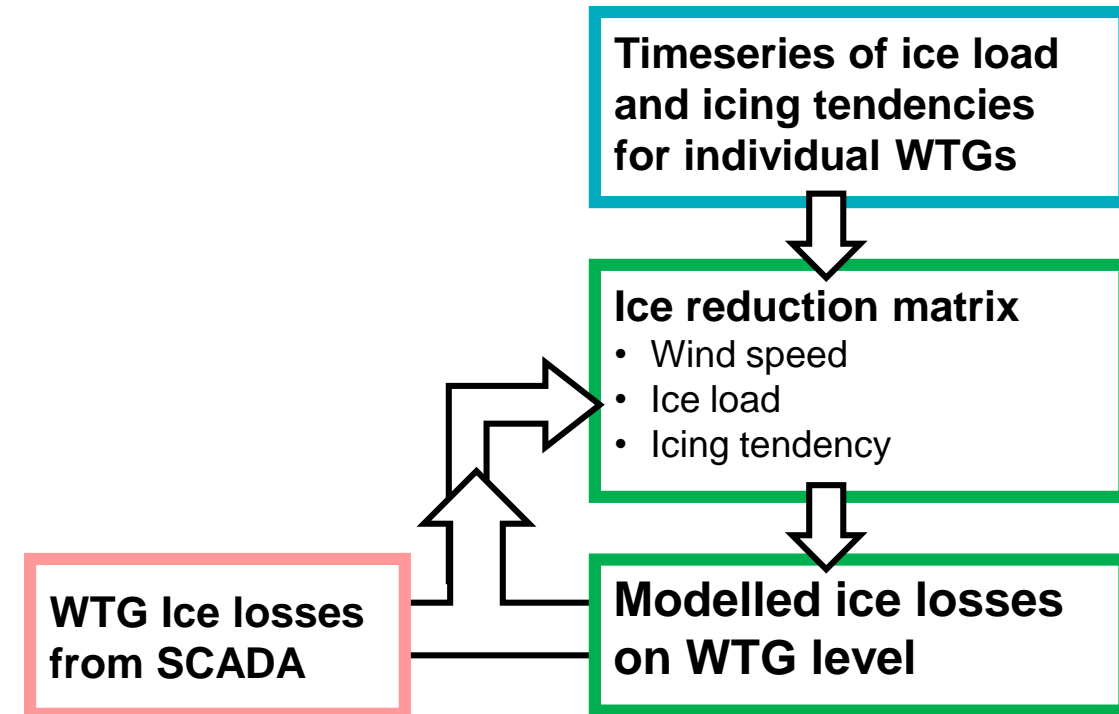 Timeseries of ice load
and icing tendencies
for individual WTGs
Ice reduction matrix
• Wind speed
• Ice load
• Icing tendency
WTG Ice losses
from SCADA
Modelled ice losses
on WTG level